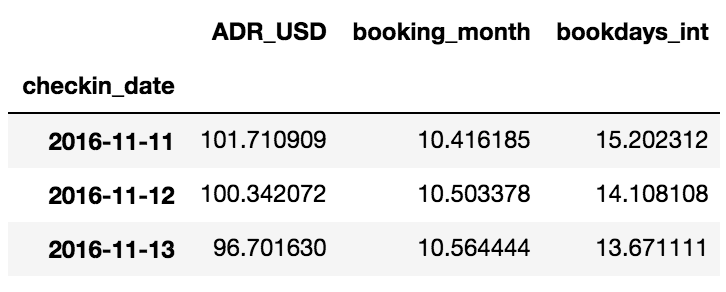 ADR_USD booking_month bookdays_int
checkin_date
2016-11-11 101.710909 10.416185 15.202312
2016-11-12 100.342072 10.503378 14.108108
2016-11-13 96.701630 10.564444 13.671111